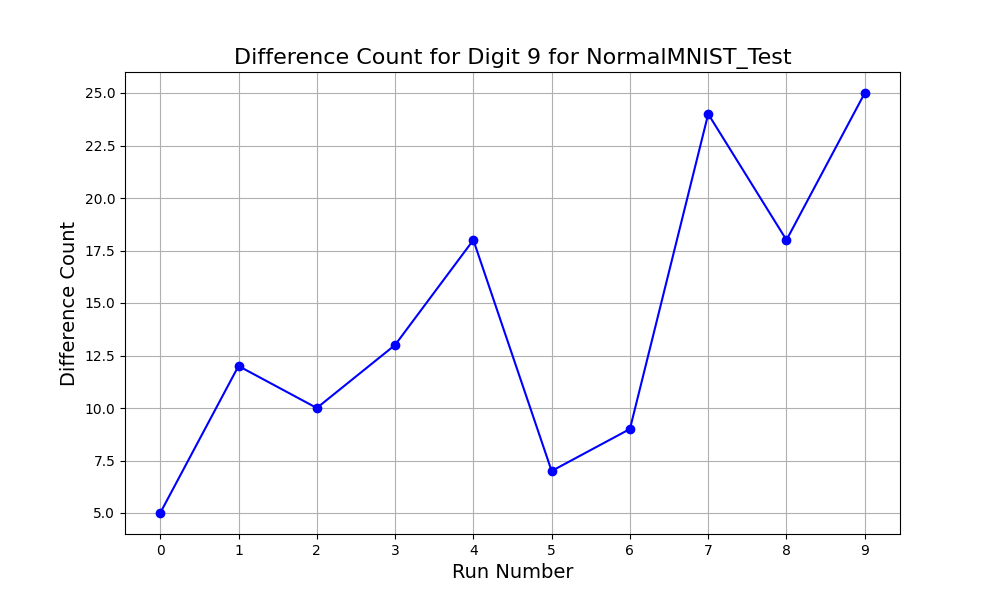 Difference Count for Digit 9 for NormalMNIST_Test
Difference Count
25.0
22.5
20.0
17.5
15.0
12.5
10.0
7.5
5.0
0 1 2 3 4 5 6 7 8 9
Run Number